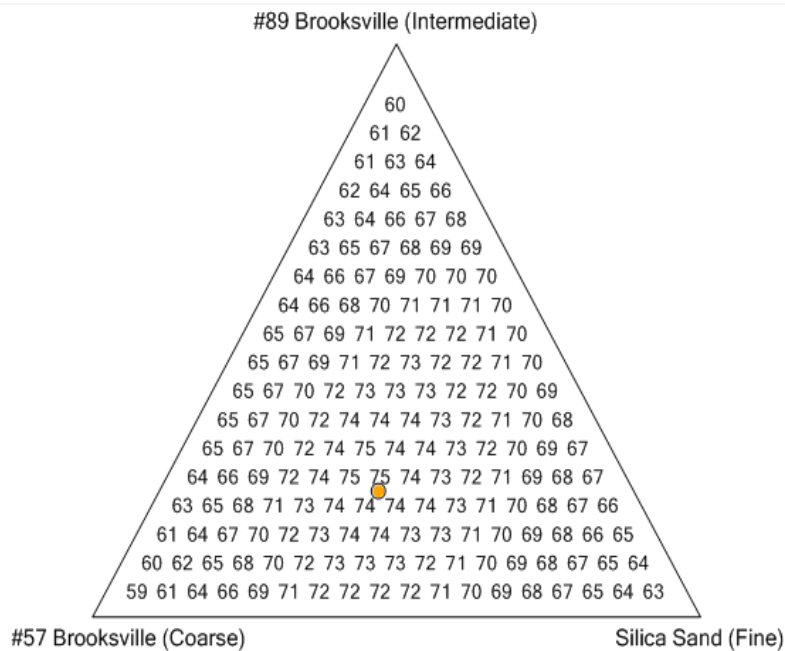 #89 Brooksville (Intermediate)
60
61 62
61 63 64
62 64 65 66
63 64 66 67 68
63 65 67 68 69 69
64 66 67 69 70 70 70
64 66 68 70 71 71 71 70
65 67 69 71 72 72 72 71 70
65 67 69 71 72 73 72 72 71 70
65 67 70 72 73 73 73 72 72 70 69
65 67 70 72 74 74 74 73 72 71 70 68
65 67 70 72 74 75 74 74 73 72 70 69 67
64 66 69 72 74 75 75 74 73 72 71 69 68 67
63 65 68 71 73 74 74 74 74 73 71 70 68 67 66
61 64 67 70 72 73 74 74 73 73 71 70 69 68 66 65
60 62 65 68 70 72 73 73 73 72 71 70 69 68 67 65 64
59 61 64 66 69 71 72 72 72 72 71 70 69 68 67 65 64 63
#57 Brooksville (Coarse) Silica Sand (Fine)